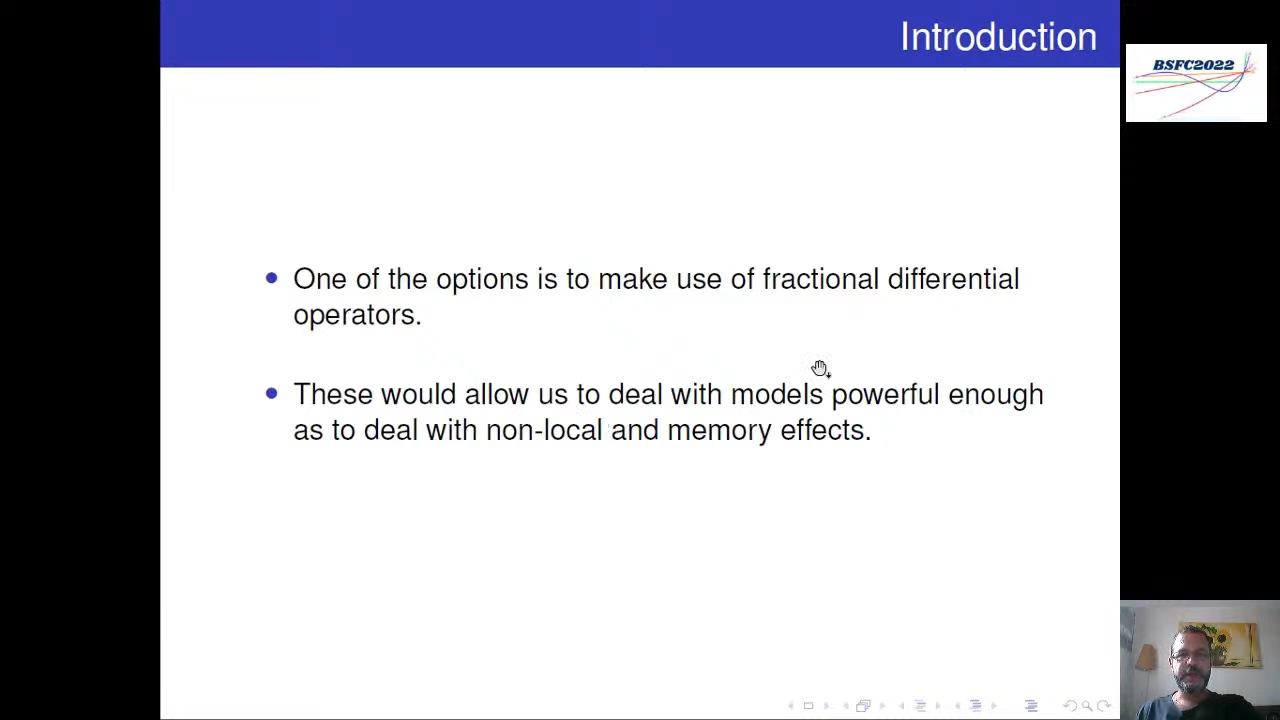 Introduction
BSFC2022
One of the options is to make use of fractional differential
operators.
These would allow us to deal with models powerful enough
as to deal with non-local and memory effects.